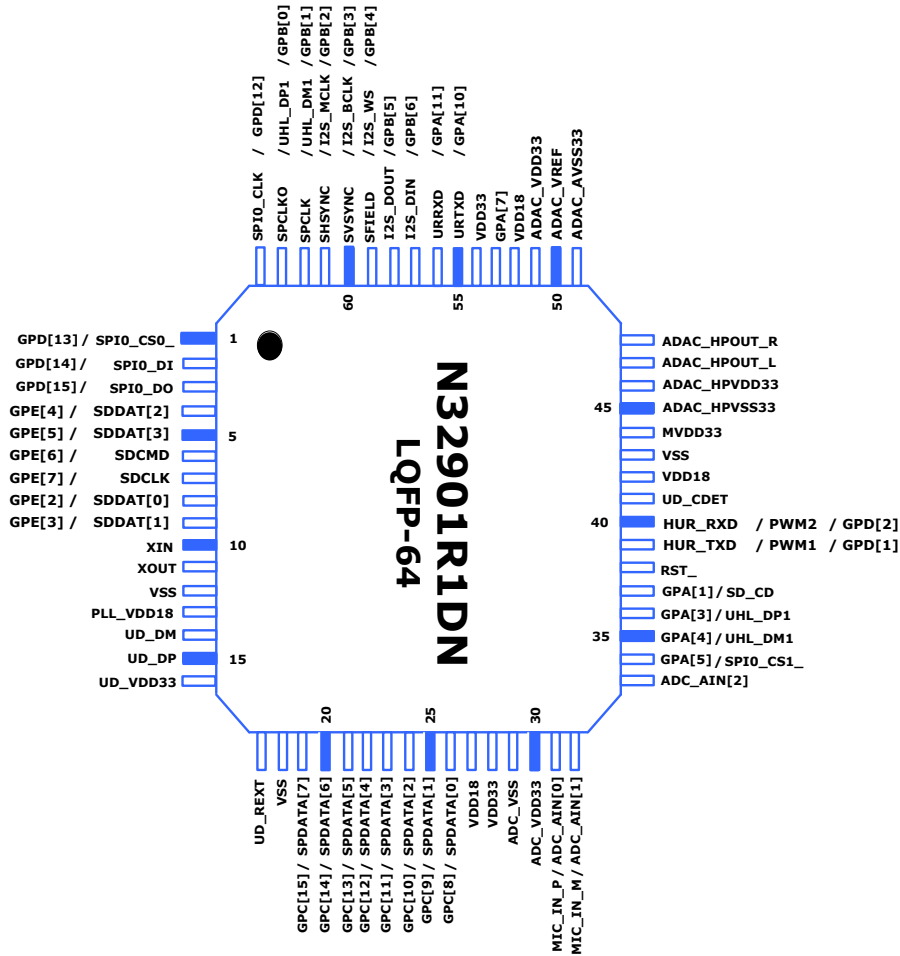 SPI0_CLK / GPD[12]
SPCLKO /UHL_DP1 /GPB[0]
SPCLK /UHL_DM1 /GPB[1]
SHSYNC /I2S_MCLK /GPB[2]
SVSYNC /I2S_BCLK /GPB[3]
SFIELD /I2S_WS /GPB[4]
I2S_DOUT /GPB[5]
I2S_DIN /GPB[6]
URRXD /GPA[11]
URTXD /GPA[10]
VDD33
GPA[7]
VDD18
ADAC_VDD33
ADAC_VREF
ADAC_AVSS33
60
55
50
GPD[13]/ SPI0_CS0_
1
GPD[14]/ SPI0_DI
GPD[15]/ SPI0_DO
GPE[4] / SDDAT[2]
GPE[5] / SDDAT[3]
5
GPE[6] / SDCMD
GPE[7] / SDCLK
GPE[2] / SDDAT[0]
GPE[3] / SDDAT[1]
XIN
10
XOUT
VSS
PLL_VDD18
UD_DM
UD_DP
15
UD_VDD33
N32901R1DN
LQFP-64
ADAC_HPOUT_R
ADAC_HPOUT_L
ADAC_HPVDD33
45
ADAC_HPVSS33
MVDD33
VSS
VDD18
UD_CDET
40
HUR_RXD / PWM2 / GPD[2]
HUR_TXD / PWM1 / GPD[1]
RST_
GPA[1]/ SD_CD
GPA[3]/ UHL_DP1
35
GPA[4]/ UHL_DM1
GPA[5]/ SPI0_CS1_
ADC_AIN[2]
20
25
30
UD_REXT
VSS
GPC[15]/ SPDATA[7]
GPC[14]/ SPDATA[6]
GPC[13]/ SPDATA[5]
GPC[12]/ SPDATA[4]
GPC[11]/ SPDATA[3]
GPC[10]/ SPDATA[2]
GPC[9]/ SPDATA[1]
GPC[8]/ SPDATA[0]
VDD18
VDD33
ADC_VSS
ADC_VDD33
MIC_IN_P/ ADC_AIN[0]
MIC_IN_M/ ADC_AIN[1]